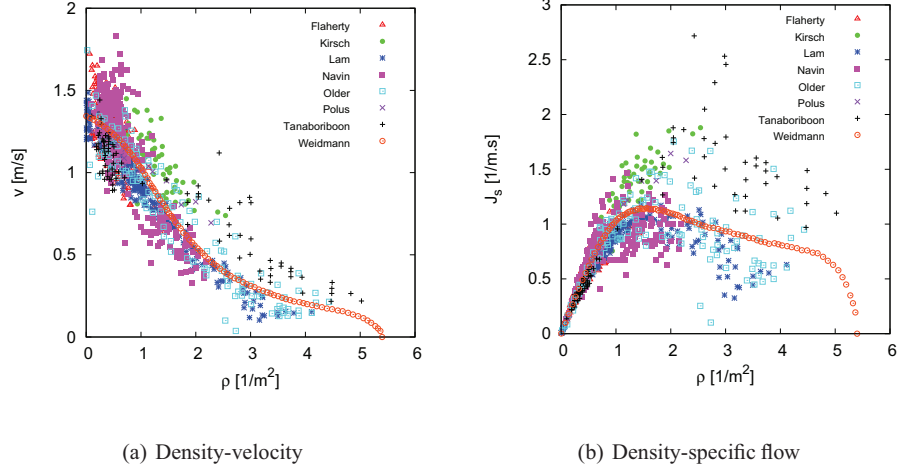 2
1.5
1
0.5
0
v [m/s]
Flaherty
Kirsch
Lam
Navin
Older
Polus
Tanaboriboon
Weidmann
0 1 2 3 4 5 6
ρ [1/m²]
(a) Density-velocity
3
2.5
2
1.5
1
0.5
0
Js [1/m.s]
Flaherty
Kirsch
Lam
Navin
Older
Polus
Tanaboriboon
Weidmann
0 1 2 3 4 5 6
ρ [1/m²]
(b) Density-specific flow